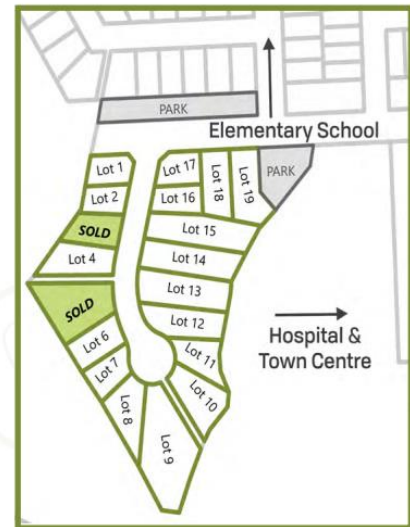 PARK
Elementary School
PARK
Lot 1
Lot 2
SOLD
Lot 4
SOLD
Lot 6
Lot 7
Lot 8
Lot 9
Lot 10
Lot 11
Lot 12
Lot 13
Lot 14
Lot 15
Lot 16
Lot 17
Lot 18
Lot 19
Hospital &
Town Centre